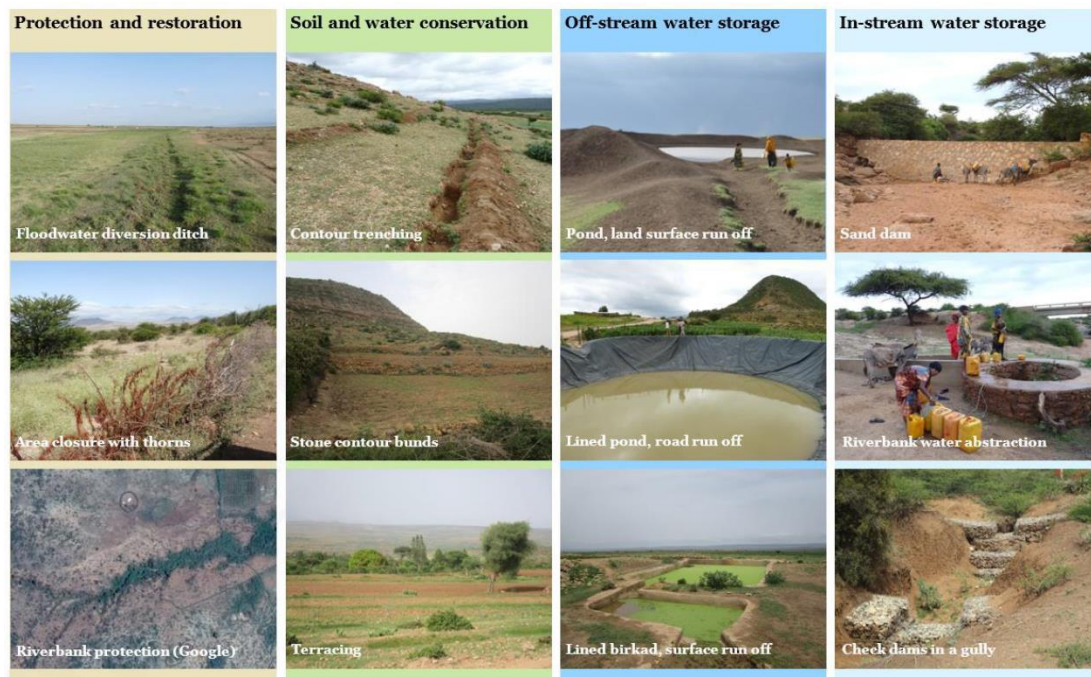 Protection and restoration
Soil and water conservation
Off-stream water storage
In-stream water storage
Floodwater diversion ditch
Contour trenching
Pond, land surface run off
Sand dam
Area closure with thorns
Stone contour bunds
Lined pond, road run off
Riverbank water abstraction
Riverbank protection (Google)
Terracing
Lined birkad, surface run off
Check dams in a gully